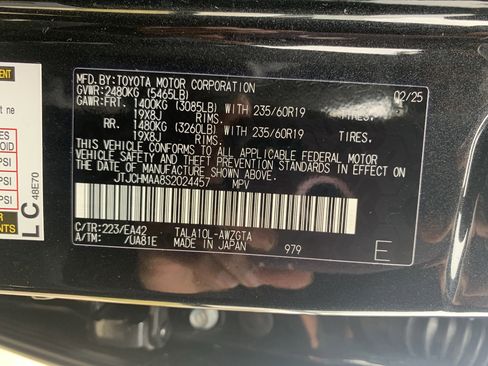 MFD.BY:TOYOTA MOTOR CORPORATION 02/25
GVWR:2480KG (5465LB)
GAWR:FRT. 1400KG (3085LB) WITH 235/60R19 TIRES,
19X8J RIMS.
RR. 1480KG (3260LB) WITH 235/60R19 TIRES,
19X8J RIMS.
THIS VEHICLE CONFORMS TO ALL APPLICABLE FEDERAL MOTOR
VEHICLE SAFETY AND THEFT PREVENTION STANDARDS IN EFFECT ON
THE DATE OF MANUFACTURE SHOWN ABOVE.
JTJCHMAA8S2024457 MPV
C/TR:223/EA42 TALA10L-AWZGTA
A/TM: /UA81E MADE IN JAPAN 979
E
ne
PSI
PSI
PSI
LC
48E70